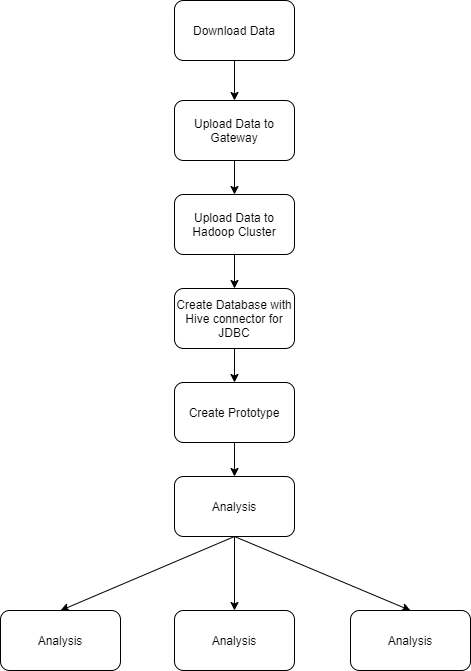 Download Data
Upload Data to
Gateway
Upload Data to
Hadoop Cluster
Create Database with
Hive connector for
JDBC
Create Prototype
Analysis
Analysis
Analysis
Analysis